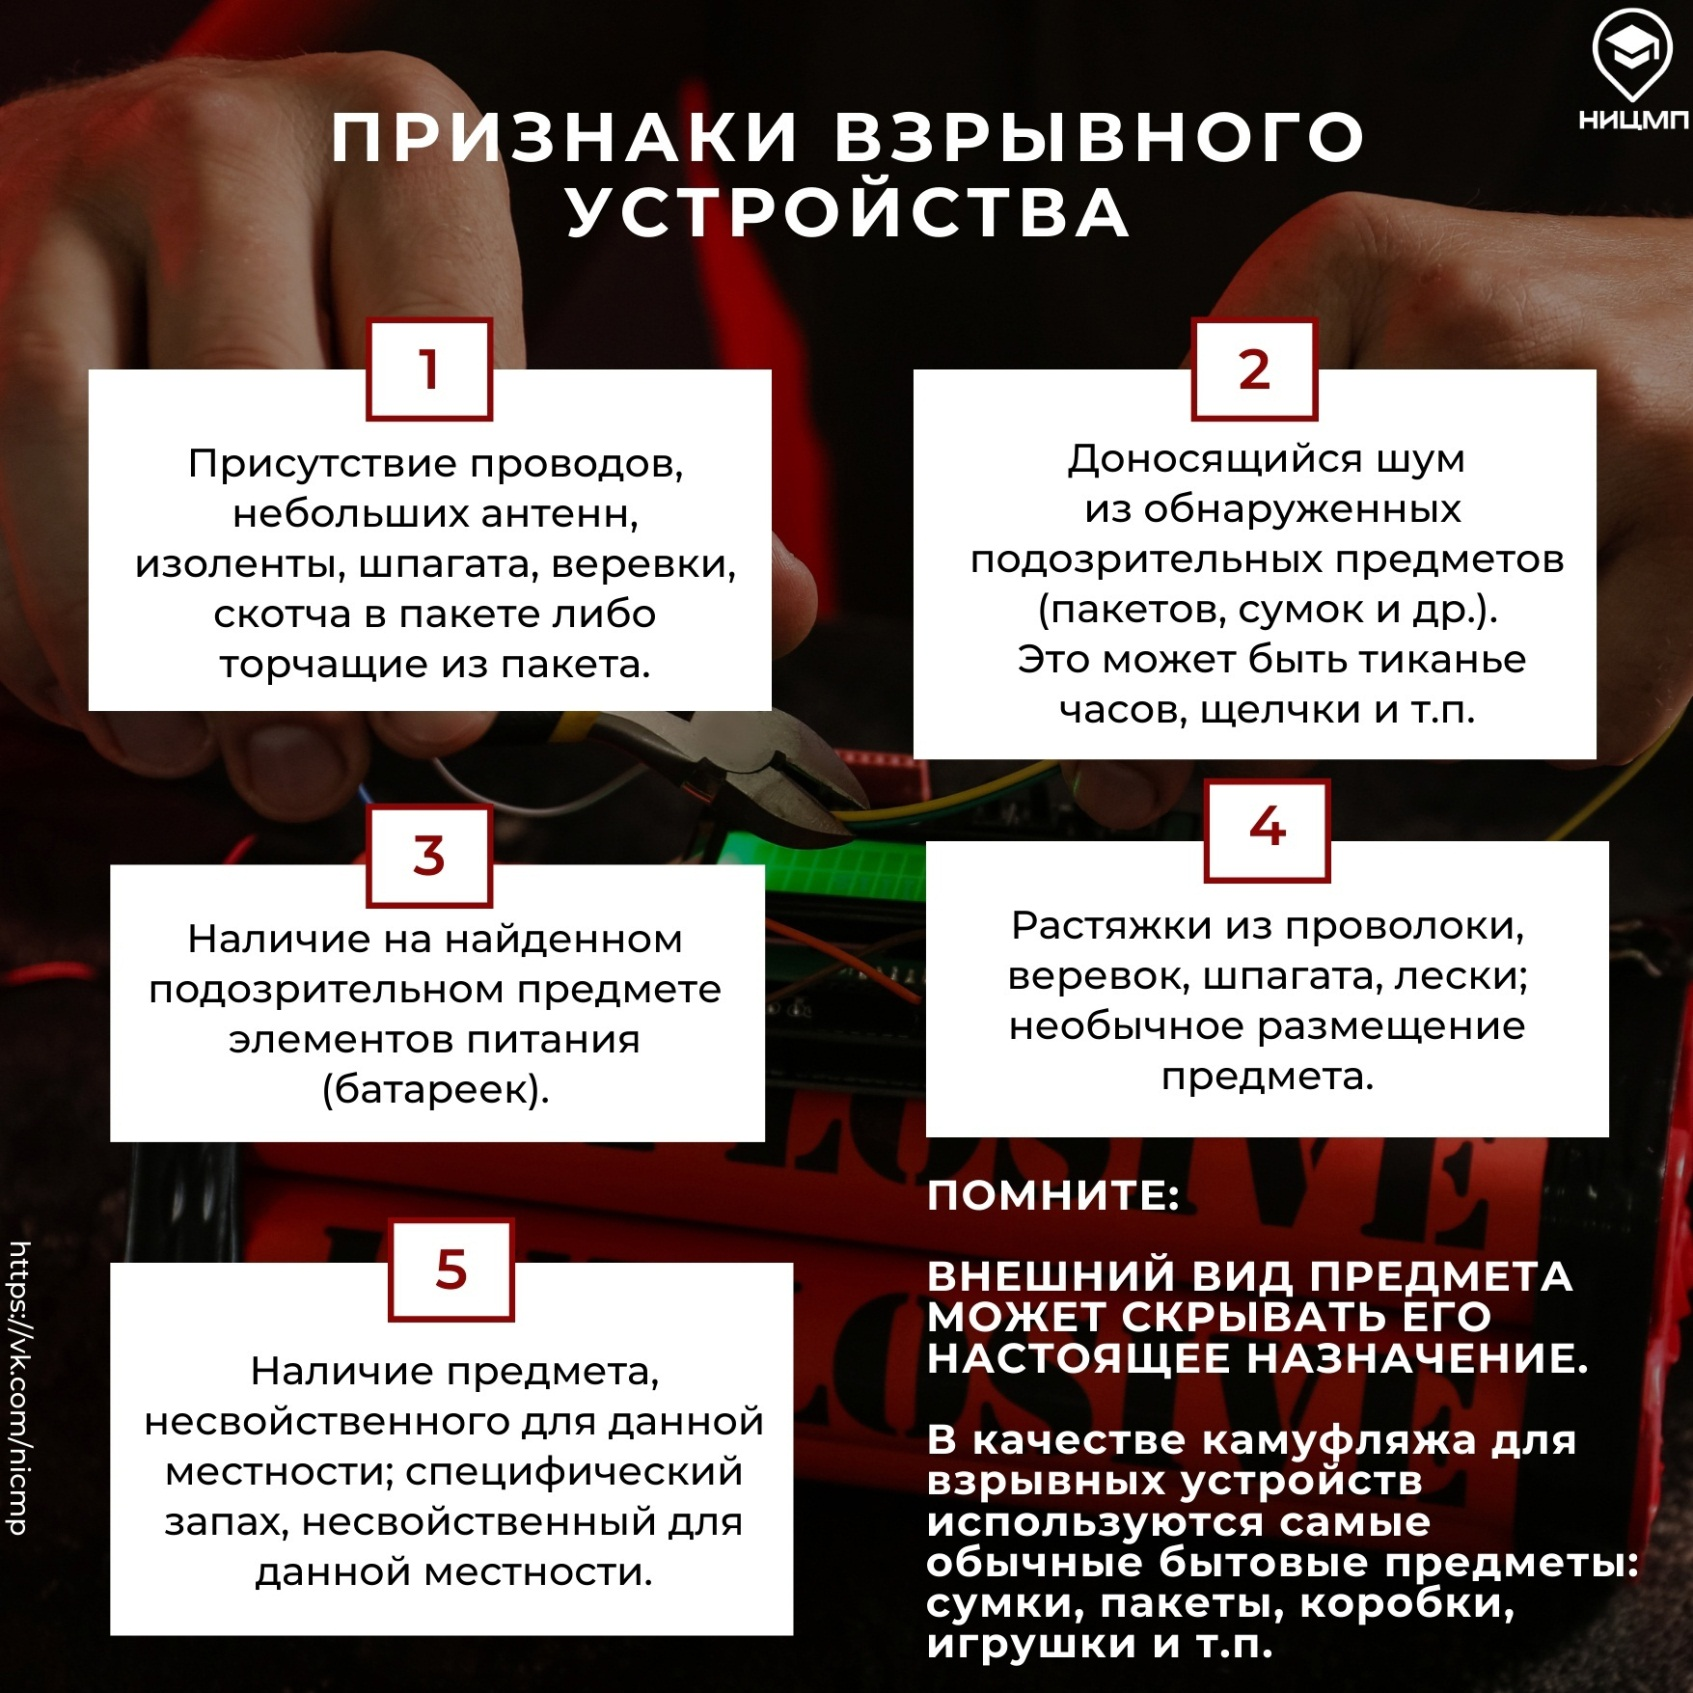 НИЦМП
ПРИЗНАКИ ВЗРЫВНОГО
УСТРОЙСТВА
1
Присутствие проводов,
небольших антенн,
изоленты, шпагата, веревки,
скотча в пакете либо
торчащие из пакета.
2
Доносящийся шум
из обнаруженных
подозрительных предметов
(пакетов, сумок и др.).
Это может быть тиканье
часов, щелчки и т.п.
3
Наличие на найденном
подозрительном предмете
элементов питания
(батареек).
4
Растяжки из проволоки,
веревок, шпагата, лески;
необычное размещение
предмета.
5
Наличие предмета,
несвойственного для данной
местности; специфический
запах, несвойственный для
данной местности.
ПОМНИТЕ:
ВНЕШНИЙ ВИД ПРЕДМЕТА
МОЖЕТ СКРЫВАТЬ ЕГО
НАСТОЯЩЕЕ НАЗНАЧЕНИЕ.
В качестве камуфляжа для
взрывных устройств
используются самые
обычные бытовые предметы:
сумки, пакеты, коробки,
игрушки и т.п.
https://vk.com/nicmp